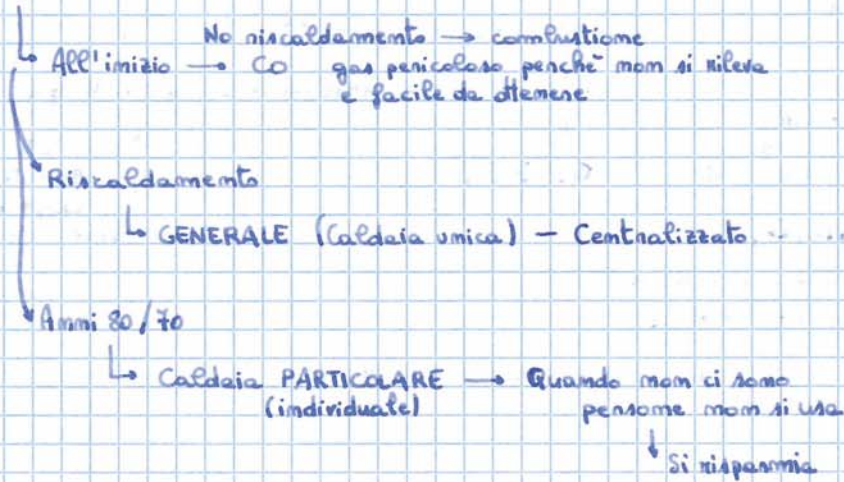 No riscaldamento → combustione
All'inizio → CO gas pericoloso perchè non si rileva
e facile da ottenere
Riscaldamento
↳ GENERALE (Caldaia unica) - Centralizzato
Anni 80/70
↳ Caldaia PARTICOLARE → Quando non ci sono
(individuale) persone non si usa
↓ Si risparmia